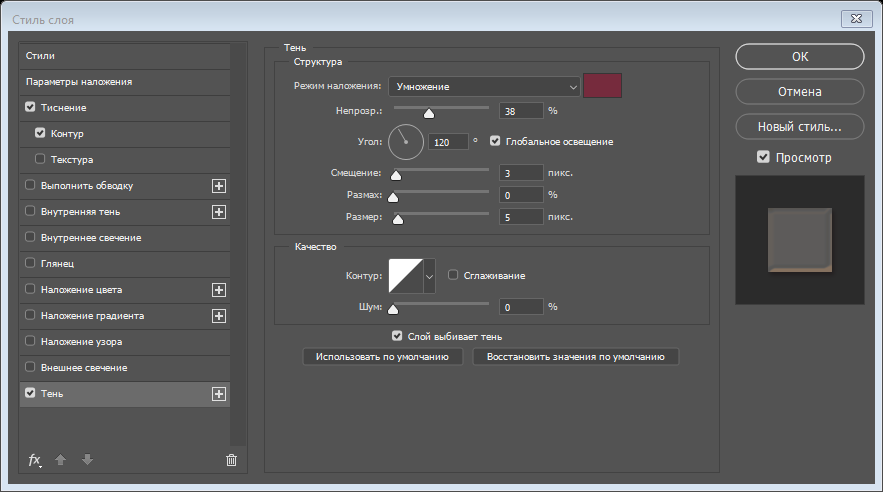 Стиль слоя
Стили
Параметры наложения
Тиснение
Контур
Текстура
Выполнить обводку
Внутренняя тень
Внутреннее свечение
Глянец
Наложение цвета
Наложение градиента
Наложение узора
Внешнее свечение
Тень
fx
Тень
Структура
Режим наложения: Умножение
Непрозр.: 38 %
Угол: 120 ° Глобальное освещение
Смещение: 3 пикс.
Размах: 0 %
Размер: 5 пикс.
Качество
Контур: Сглаживание
Шум: 0 %
Слой выбивает тень
Использовать по умолчанию Восстановить значения по умолчанию
ОК
Отмена
Новый стиль...
Просмотр